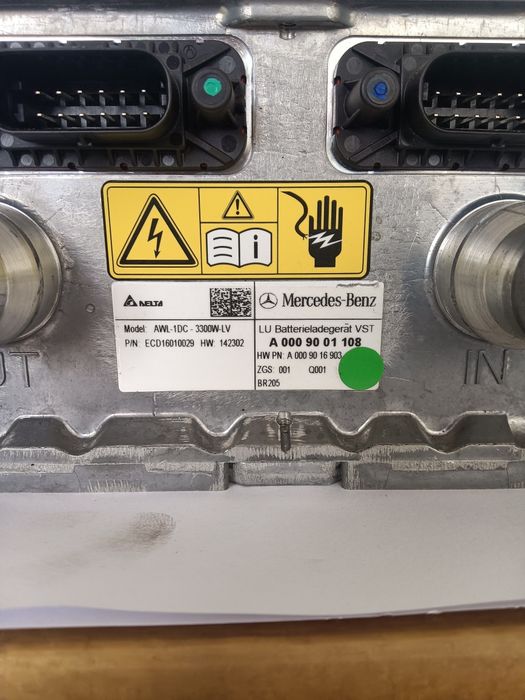 i
DELTA
Model: AWL-1DC - 3300W-LV
P/N: ECD16010029 HW: 142302
Mercedes-Benz
LU Batterieladegerät VST
A 000 90 01 108
HW PN: A 000 90 16 903
ZGS: 001 Q001
BR205
UT
IN